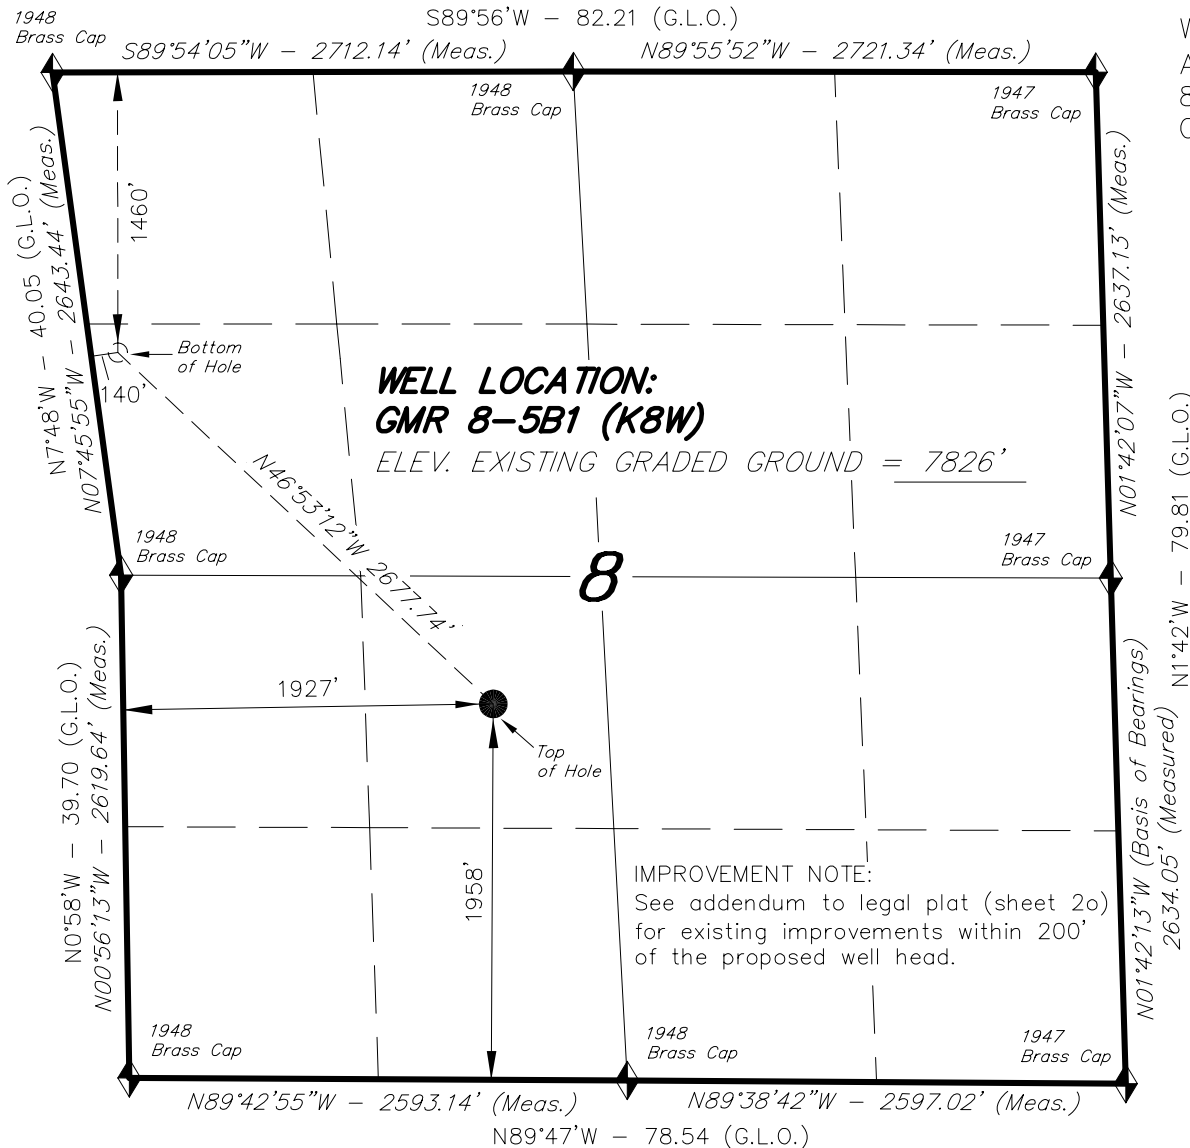 1948
Brass Cap
S89°56'W – 82.21 (G.L.O.)
S89°54'05"W – 2712.14' (Meas.)
N89°55'52"W – 2721.34' (Meas.)
1948
Brass Cap
1947
Brass Cap
W
A
8
N7°48'W – 40.05 (G.L.O.)
N07°45'55"W – 2643.44' (Meas.)
1460'
N01°42'07"W – 2637.13' (Meas.)
Bottom
of Hole
140'
WELL LOCATION:
GMR 8–5B1 (K8W)
ELEV. EXISTING GRADED GROUND = 7826'
N46°53'12"W 2677.74'
N1°42'W – 79.81 (G.L.O.)
1948
Brass Cap
8
1947
Brass Cap
1927'
Top
of Hole
N0°58'W – 39.70 (G.L.O.)
N00°56'13"W – 2619.64' (Meas.)
1958'
N01°42'13"W (Basis of Bearings)
2634.05' (Measured)
IMPROVEMENT NOTE:
See addendum to legal plat (sheet 2o)
for existing improvements within 200'
of the proposed well head.
1948
Brass Cap
1948
Brass Cap
1947
Brass Cap
N89°42'55"W – 2593.14' (Meas.)
N89°38'42"W – 2597.02' (Meas.)
N89°47'W – 78.54 (G.L.O.)